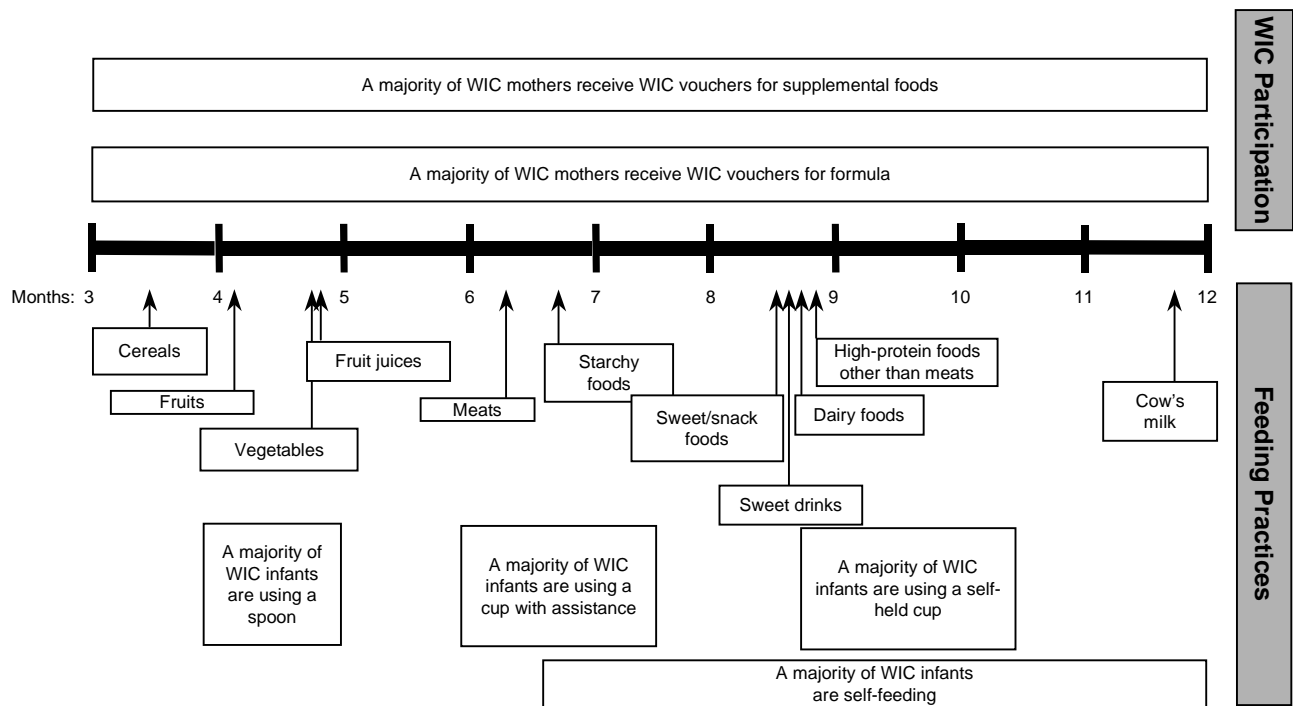 WIC Participation
A majority of WIC mothers receive WIC vouchers for supplemental foods
A majority of WIC mothers receive WIC vouchers for formula
Months: 3 4 5 6 7 8 9 10 11 12
Feeding Practices
Cereals
Fruits
Vegetables
Fruit juices
Meats
Starchy
foods
Sweet/snack
foods
Sweet drinks
Dairy foods
High-protein foods
other than meats
Cow's
milk
A majority of
WIC infants
are using a
spoon
A majority of WIC
infants are using a
cup with assistance
A majority of WIC
infants are using a self-
held cup
A majority of WIC infants
are self-feeding